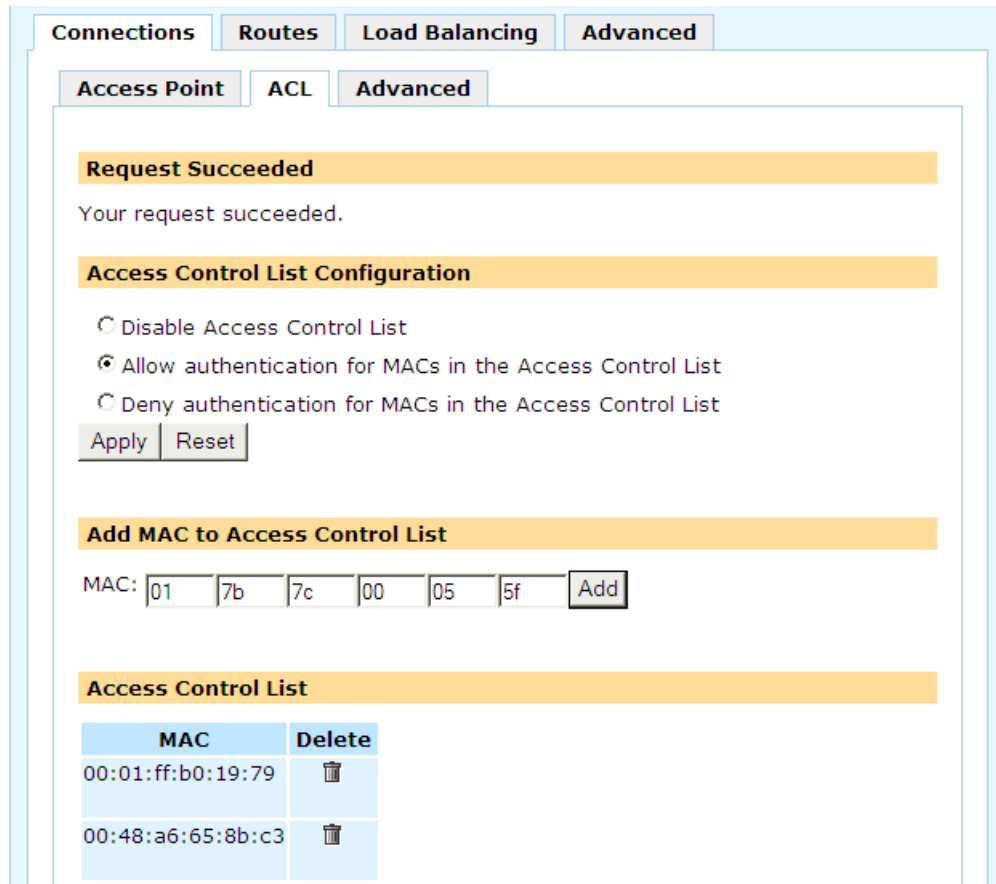 Connections Routes Load Balancing Advanced
Access Point ACL Advanced
Request Succeeded
Your request succeeded.
Access Control List Configuration
Disable Access Control List
Allow authentication for MACs in the Access Control List
Deny authentication for MACs in the Access Control List
Apply Reset
Add MAC to Access Control List
MAC: 01 7b 7c 00 05 5f Add
Access Control List
MAC Delete
00:01:ff:b0:19:79
00:48:a6:65:8b:c3